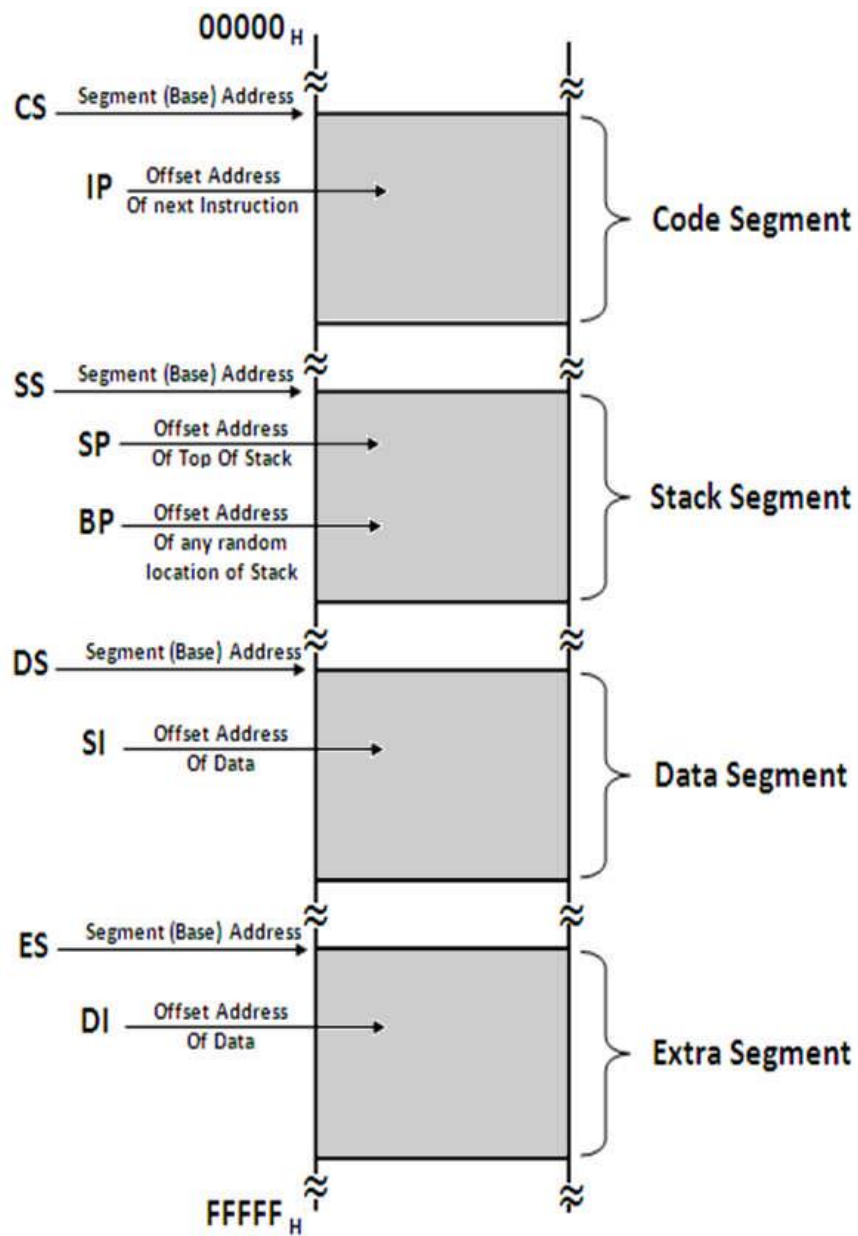 00000 H
CS Segment (Base) Address
IP Offset Address
Of next Instruction
Code Segment
SS Segment (Base) Address
SP Offset Address
Of Top Of Stack
BP Offset Address
Of any random
location of Stack
Stack Segment
DS Segment (Base) Address
SI Offset Address
Of Data
Data Segment
ES Segment (Base) Address
DI Offset Address
Of Data
Extra Segment
FFFFF H